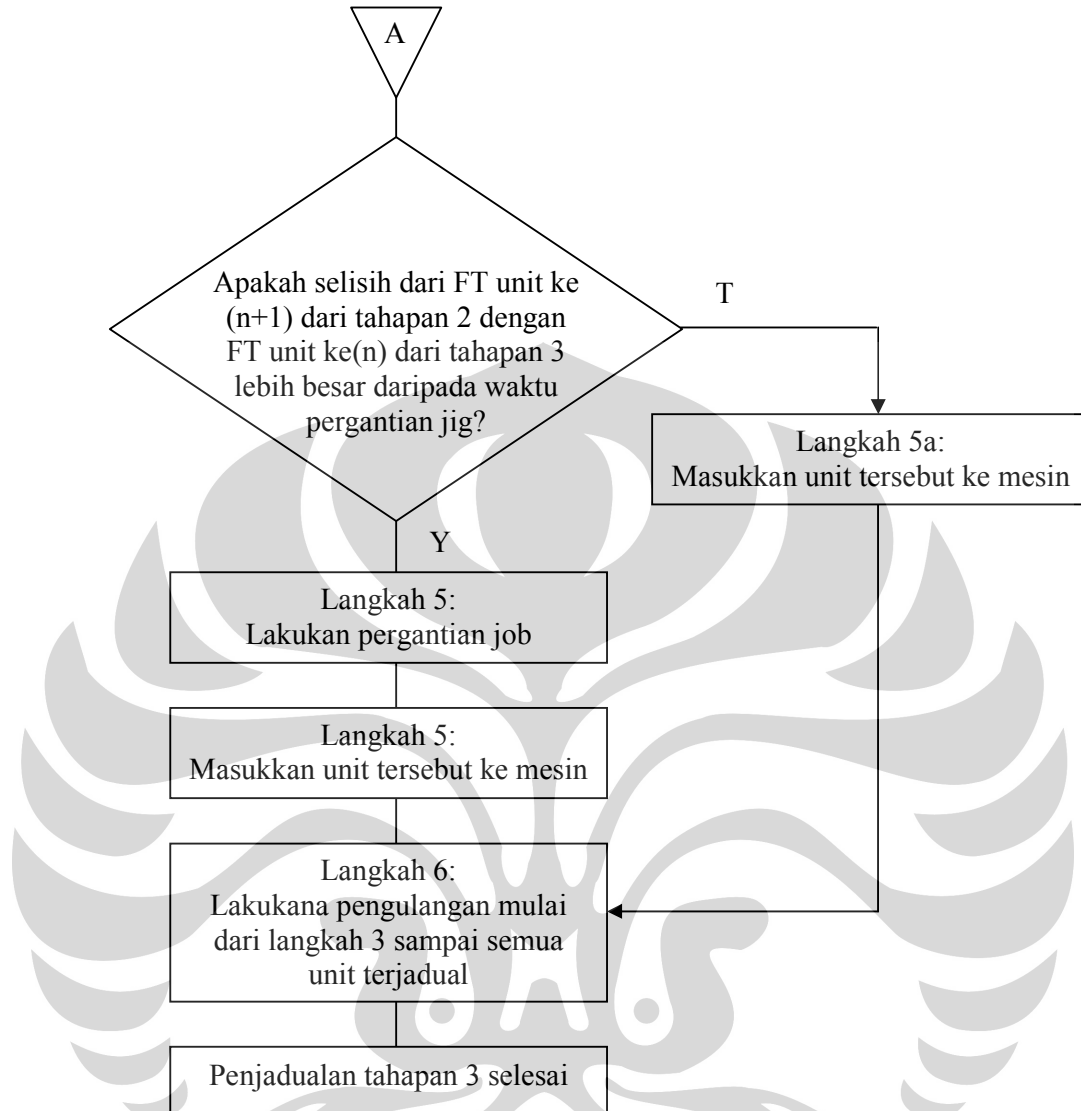 A
Apakah selisih dari FT unit ke
(n+1) dari tahapan 2 dengan
FT unit ke(n) dari tahapan 3
lebih besar daripada waktu
pergantian jig?
T
Langkah 5a:
Masukkan unit tersebut ke mesin
Y
Langkah 5:
Lakukan pergantian job
Langkah 5:
Masukkan unit tersebut ke mesin
Langkah 6:
Lakukana pengulangan mulai
dari langkah 3 sampai semua
unit terjadual
Penjadualan tahapan 3 selesai